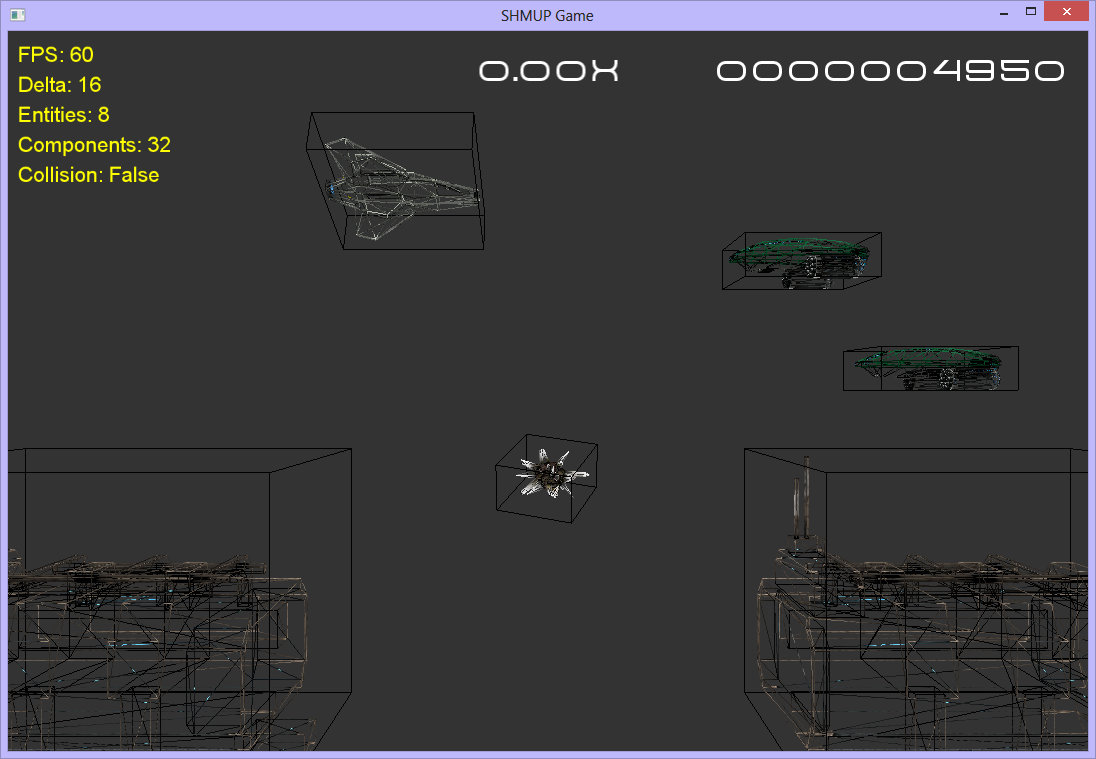 SHMUP Game
FPS: 60
Delta: 16
Entities: 8
Components: 32
Collision: False
0.00X 0000004950